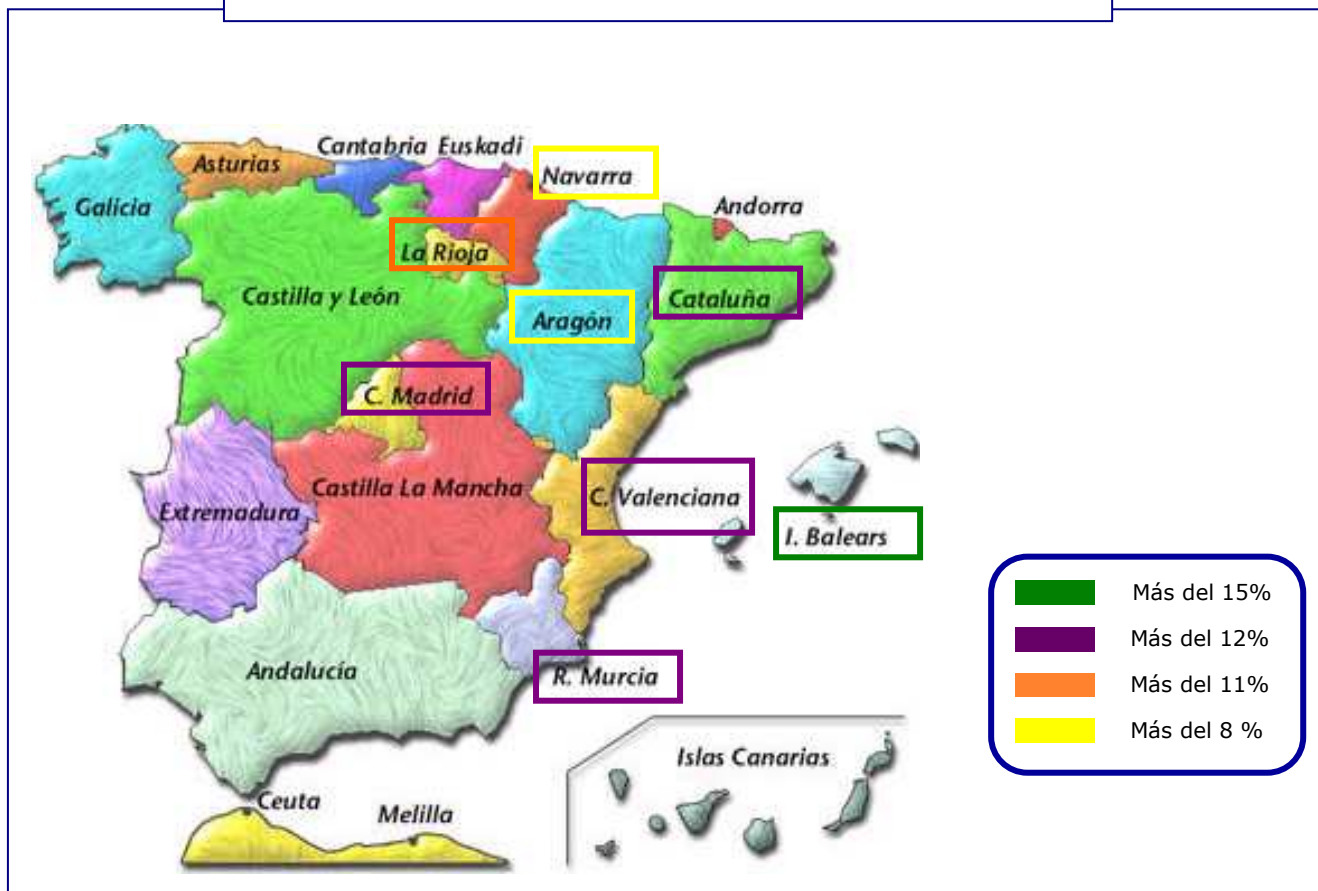 Cantabria Euskadi
Asturias
Navarra
Galicia
Andorra
La Rioja
Castilla y León
Cataluña
Aragón
C. Madrid
Castilla La Mancha
C. Valenciana
Extremadura
I. Balears
Más del 15%
Más del 12%
Andalucía
R. Murcia
Más del 11%
Más del 8 %
Islas Canarias
Ceuta
Melilla